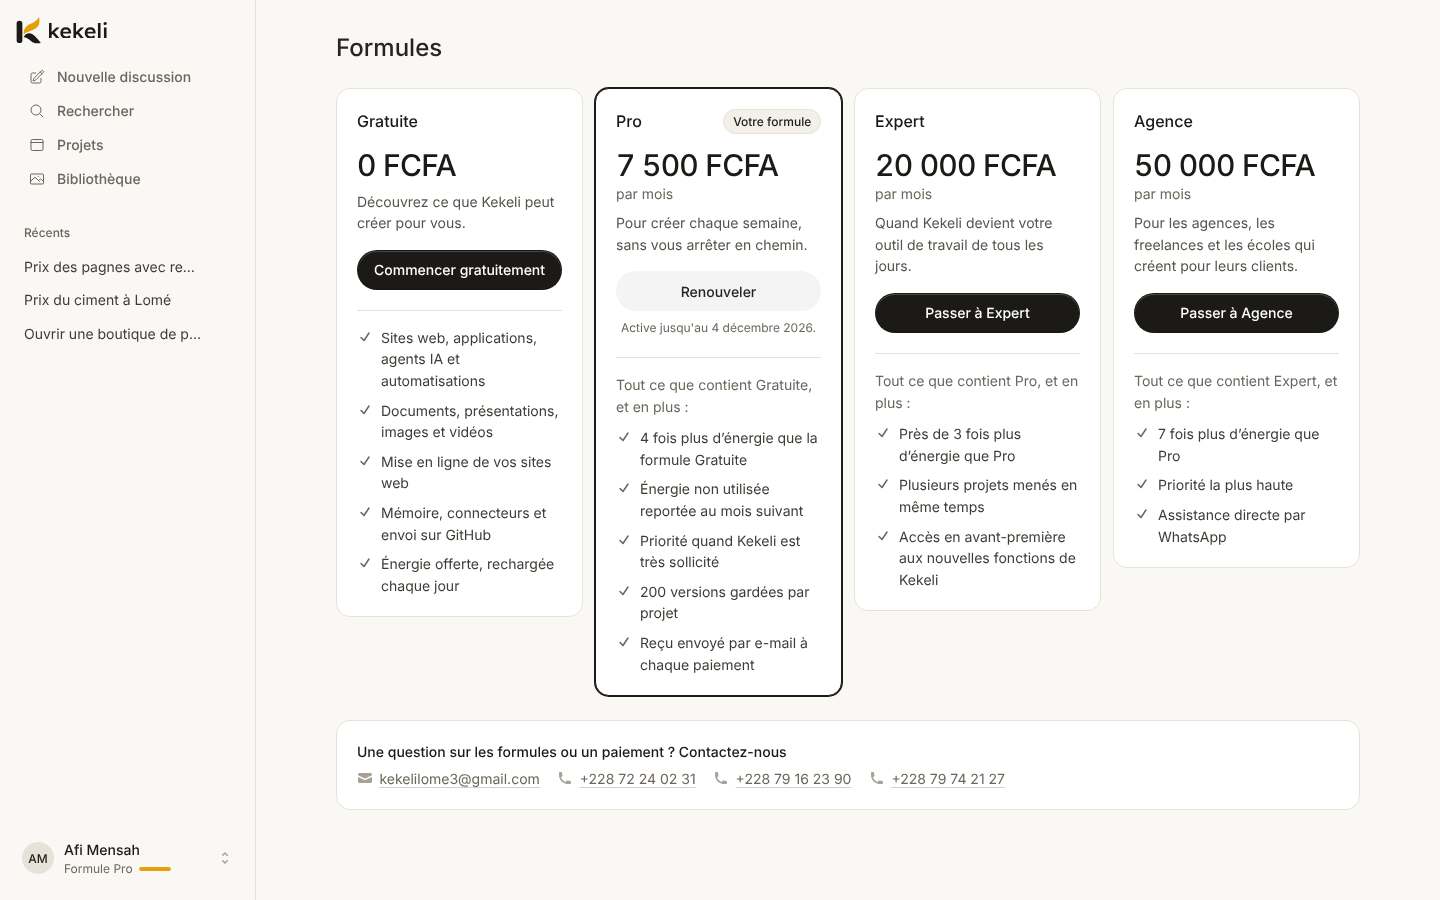 kekeli
Nouvelle discussion
Rechercher
Projets
Bibliothèque
Récents
Prix des pagnes avec re...
Prix du ciment à Lomé
Ouvrir une boutique de p...
AM
Afi Mensah
Formule Pro
Formules
Gratuite
0 FCFA
Découvrez ce que Kekeli peut
créer pour vous.
Commencer gratuitement
Sites web, applications,
agents IA et
automatisations
Documents, présentations,
images et vidéos
Mise en ligne de vos sites
web
Mémoire, connecteurs et
envoi sur GitHub
Énergie offerte, rechargée
chaque jour
Pro
Votre formule
7 500 FCFA
par mois
Pour créer chaque semaine,
sans vous arrêter en chemin.
Renouveler
Active jusqu'au 4 décembre 2026.
Tout ce que contient Gratuite,
et en plus :
4 fois plus d’énergie que la
formule Gratuite
Énergie non utilisée
reportée au mois suivant
Priorité quand Kekeli est
très sollicité
200 versions gardées par
projet
Reçu envoyé par e-mail à
chaque paiement
Expert
20 000 FCFA
par mois
Quand Kekeli devient votre
outil de travail de tous les
jours.
Passer à Expert
Tout ce que contient Pro, et en
plus :
Près de 3 fois plus
d’énergie que Pro
Plusieurs projets menés en
même temps
Accès en avant-première
aux nouvelles fonctions de
Kekeli
Agence
50 000 FCFA
par mois
Pour les agences, les
freelances et les écoles qui
créent pour leurs clients.
Passer à Agence
Tout ce que contient Expert, et
en plus :
7 fois plus d’énergie que
Pro
Priorité la plus haute
Assistance directe par
WhatsApp
Une question sur les formules ou un paiement ? Contactez-nous
kekelilome3@gmail.com +228 72 24 02 31 +228 79 16 23 90 +228 79 74 21 27